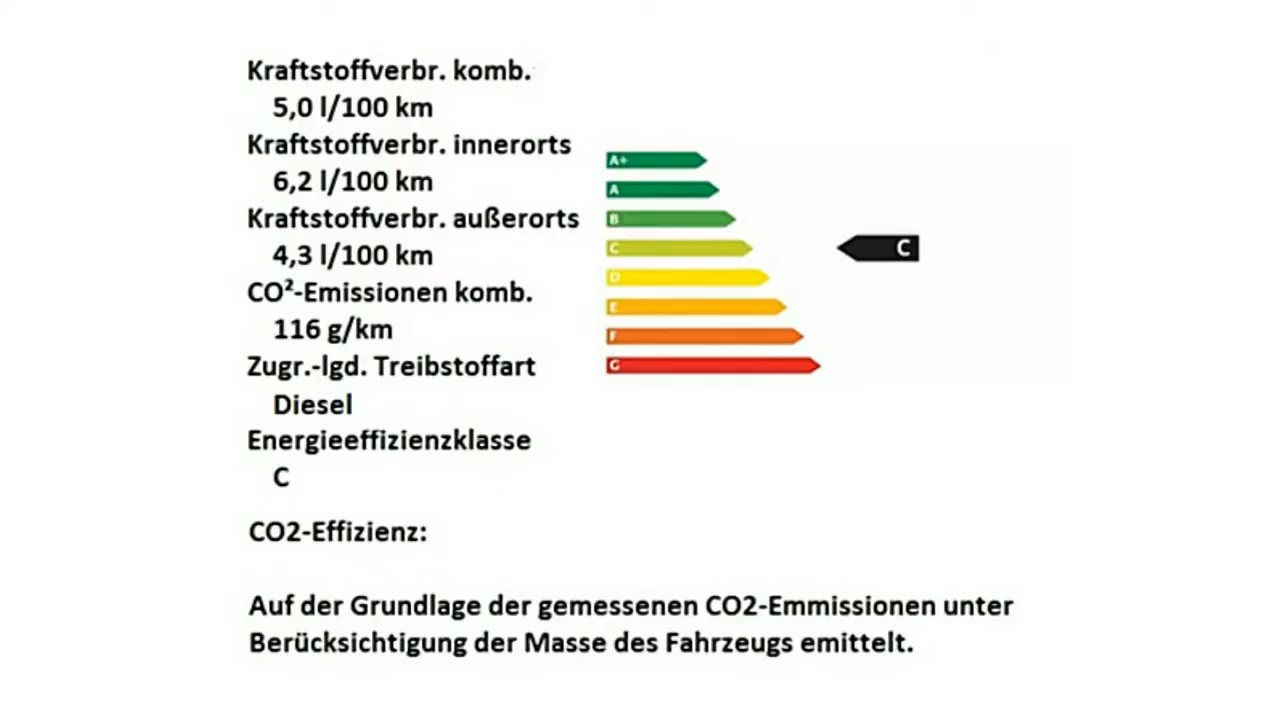 Kraftstoffverbr. komb.
5,0 l/100 km
Kraftstoffverbr. innerorts
6,2 l/100 km
Kraftstoffverbr. außerorts
4,3 l/100 km
CO²-Emissionen komb.
116 g/km
Zugr.-lgd. Treibstoffart
Diesel
Energieeffizienzklasse
C
A+
A
B
C
D
E
F
G
C
CO2-Effizienz:
Auf der Grundlage der gemessenen CO2-Emmissionen unter
Berücksichtigung der Masse des Fahrzeugs emittelt.